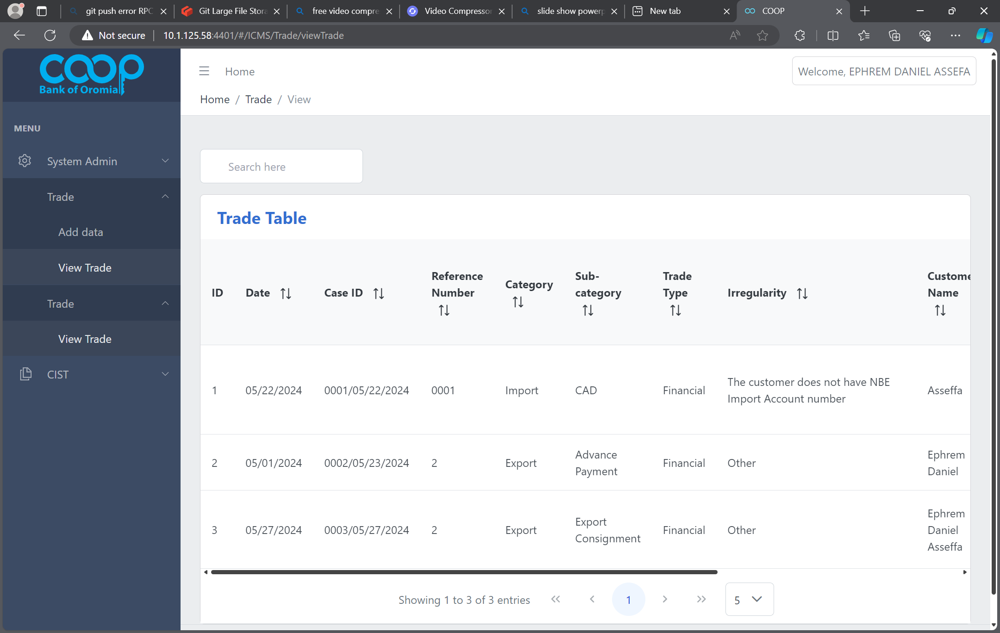 git push error RPC
Git Large File Stora
free video compre
Video Compressor
slide show powerp
New tab
COOP
Not secure
10.1.125.58:4401/#/ICMS/Trade/viewTrade
coop
Bank of Oromia
Home
Welcome, EPHREM DANIEL ASSEFA
Home / Trade / View
MENU
System Admin
Trade
Add data
View Trade
Trade
View Trade
CIST
Search here
Trade Table
ID
Date
Case ID
Reference
Number
Category
Sub-
category
Trade
Type
Irregularity
Custome
Name
1
05/22/2024
0001/05/22/2024
0001
Import
CAD
Financial
The customer does not have NBE
Import Account number
Asseffa
2
05/01/2024
0002/05/23/2024
2
Export
Advance
Payment
Financial
Other
Ephrem
Daniel
3
05/27/2024
0003/05/27/2024
2
Export
Export
Consignment
Financial
Other
Ephrem
Daniel
Asseffa
Showing 1 to 3 of 3 entries
1
5